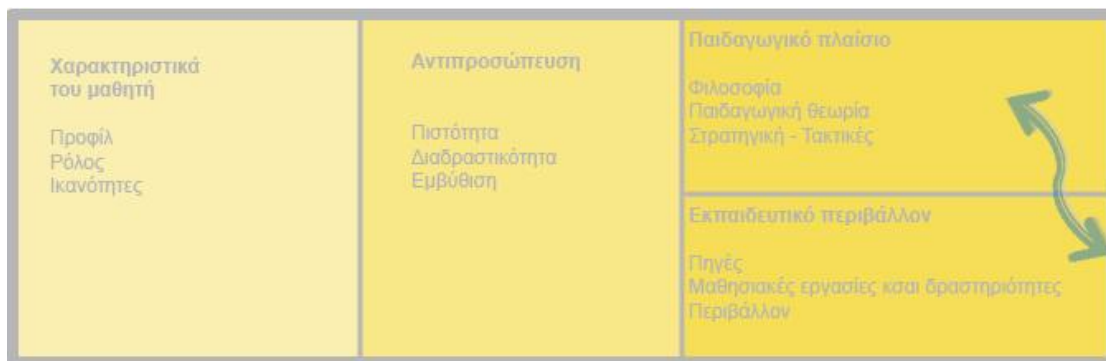 Χαρακτηριστικά
του μαθητή
Προφίλ
Ρόλος
Ικανότητες
Αντιπροσώπευση
Πιστότητα
Διαδραστικότητα
Εμβύθιση
Παιδαγωγικό πλαίσιο
Φιλοσοφία
Παιδαγωγική θεωρία
Στρατηγική - Τακτικές
Εκπαιδευτικό περιβάλλον
Πηγές
Μαθησιακές εργασίες κσαι δραστηριότητες
Περιβάλλον